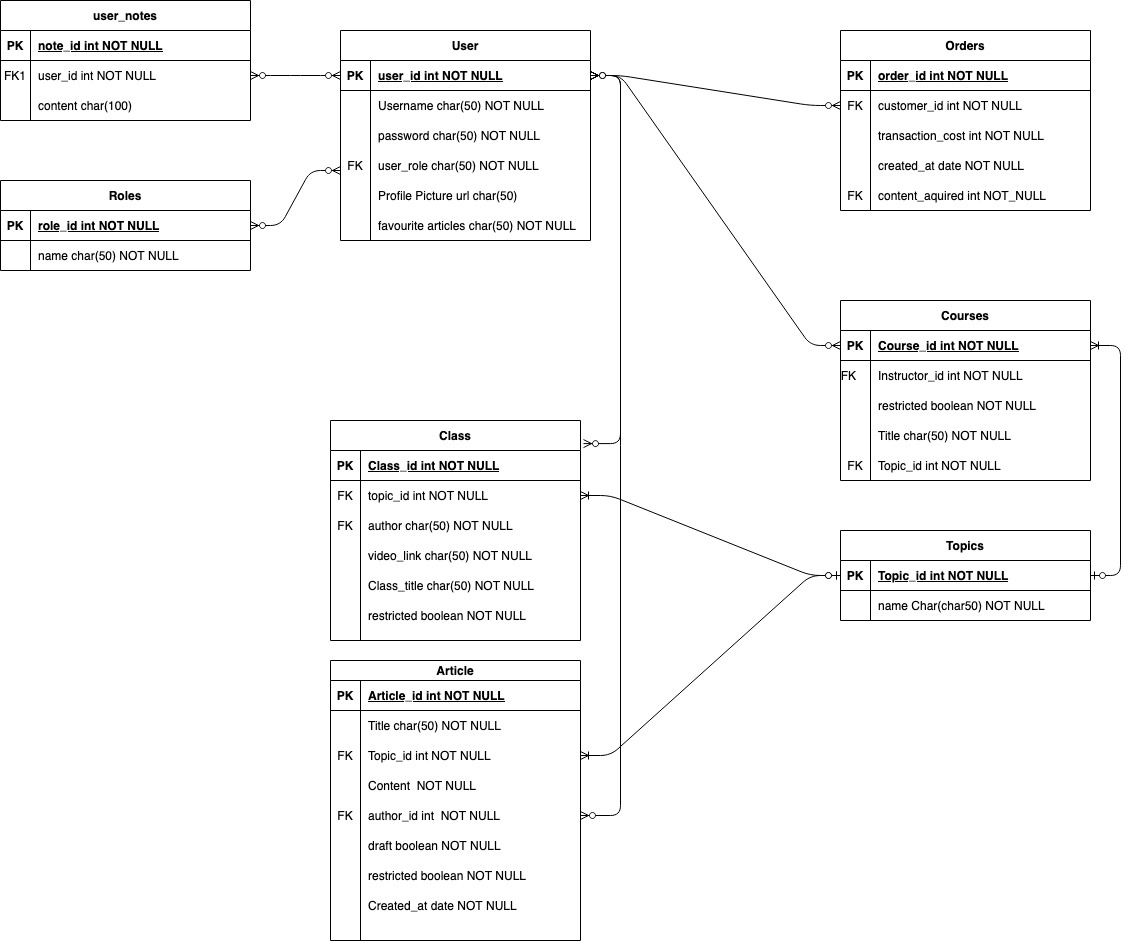 user_notes
PK note_id int NOT NULL
FK1 user_id int NOT NULL
content char(100)
User
PK user_id int NOT NULL
Username char(50) NOT NULL
password char(50) NOT NULL
FK user_role char(50) NOT NULL
Profile Picture url char(50)
favourite articles char(50) NOT NULL
Orders
PK order_id int NOT NULL
FK customer_id int NOT NULL
transaction_cost int NOT NULL
created_at date NOT NULL
FK content_aquired int NOT_NULL
Roles
PK role_id int NOT NULL
name char(50) NOT NULL
Courses
PK Course_id int NOT NULL
FK Instructor_id int NOT NULL
restricted boolean NOT NULL
Title char(50) NOT NULL
FK Topic_id int NOT NULL
Class
PK Class_id int NOT NULL
FK topic_id int NOT NULL
FK author char(50) NOT NULL
video_link char(50) NOT NULL
Class_title char(50) NOT NULL
restricted boolean NOT NULL
Topics
PK Topic_id int NOT NULL
name Char(char50) NOT NULL
Article
PK Article_id int NOT NULL
Title char(50) NOT NULL
FK Topic_id int NOT NULL
Content NOT NULL
FK author_id int NOT NULL
draft boolean NOT NULL
restricted boolean NOT NULL
Created_at date NOT NULL